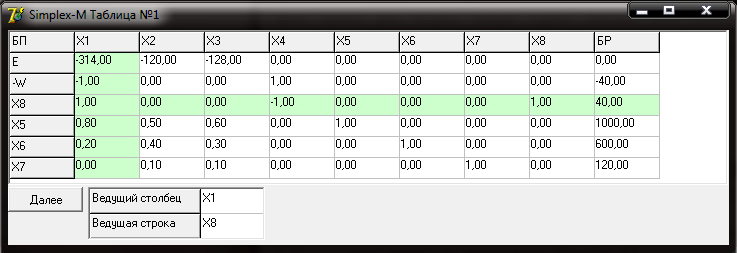 Simplex-M Таблица №1
БП X1 X2 X3 X4 X5 X6 X7 X8 БР
E -314,00 -120,00 -128,00 0,00 0,00 0,00 0,00 0,00 0,00
-W -1,00 0,00 0,00 1,00 0,00 0,00 0,00 0,00 -40,00
X8 1,00 0,00 0,00 -1,00 0,00 0,00 0,00 1,00 40,00
X5 0,80 0,50 0,60 0,00 1,00 0,00 0,00 0,00 1000,00
X6 0,20 0,40 0,30 0,00 0,00 1,00 0,00 0,00 600,00
X7 0,00 0,10 0,10 0,00 0,00 0,00 1,00 0,00 120,00
Далее Ведущий столбец X1
Ведущая строка X8